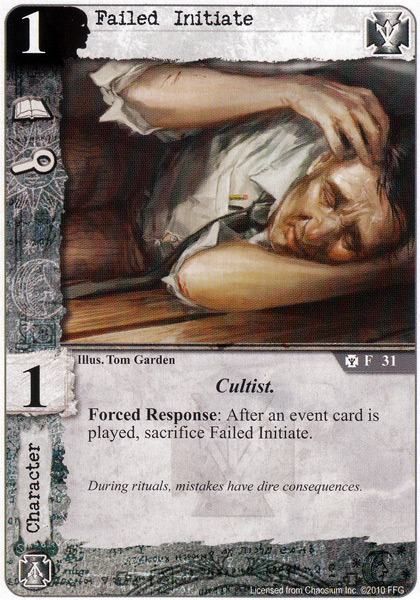 1
Failed Initiate
Illus. Tom Garden
F 31
1
Cultist.
Forced Response: After an event card is
played, sacrifice Failed Initiate.
During rituals, mistakes have dire consequences.
Character
Licensed from Chaosium Inc. ©2010 FFG